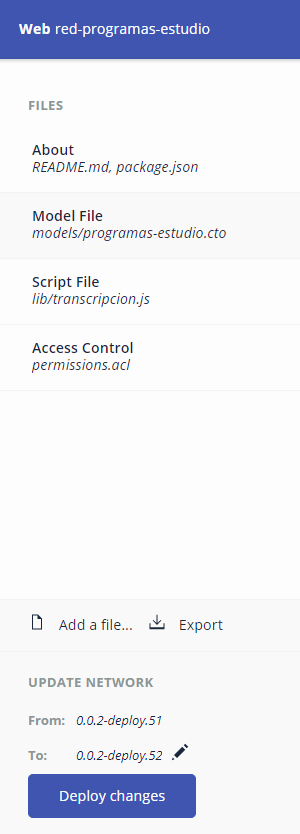 Web red-programas-estudio
FILES
About
README.md, package.json
Model File
models/programas-estudio.cto
Script File
lib/transcripcion.js
Access Control
permissions.acl
Add a file... Export
UPDATE NETWORK
From: 0.0.2-deploy.51
To: 0.0.2-deploy.52
Deploy changes